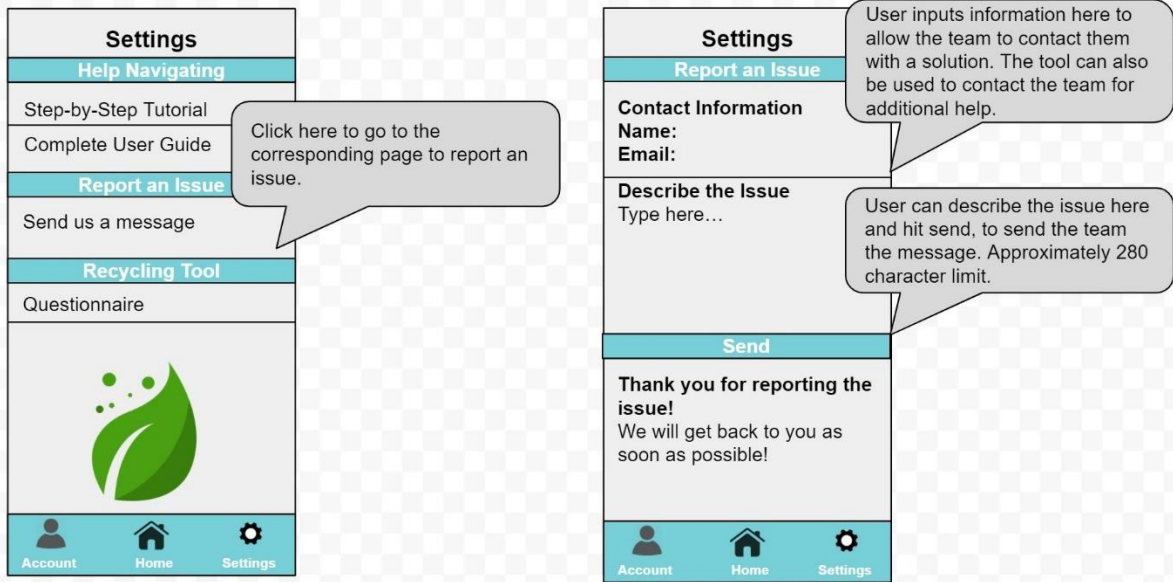 Settings
Help Navigating
Step-by-Step Tutorial
Complete User Guide
Report an Issue
Send us a message
Recycling Tool
Questionnaire
Account Home Settings
Click here to go to the
corresponding page to report an
issue.
Settings
Report an Issue
Contact Information
Name:
Email:
Describe the Issue
Type here…
Send
Thank you for reporting the
issue!
We will get back to you as
soon as possible!
Account Home Settings
User inputs information here to
allow the team to contact them
with a solution. The tool can also
be used to contact the team for
additional help.
User can describe the issue here
and hit send, to send the team
the message. Approximately 280
character limit.